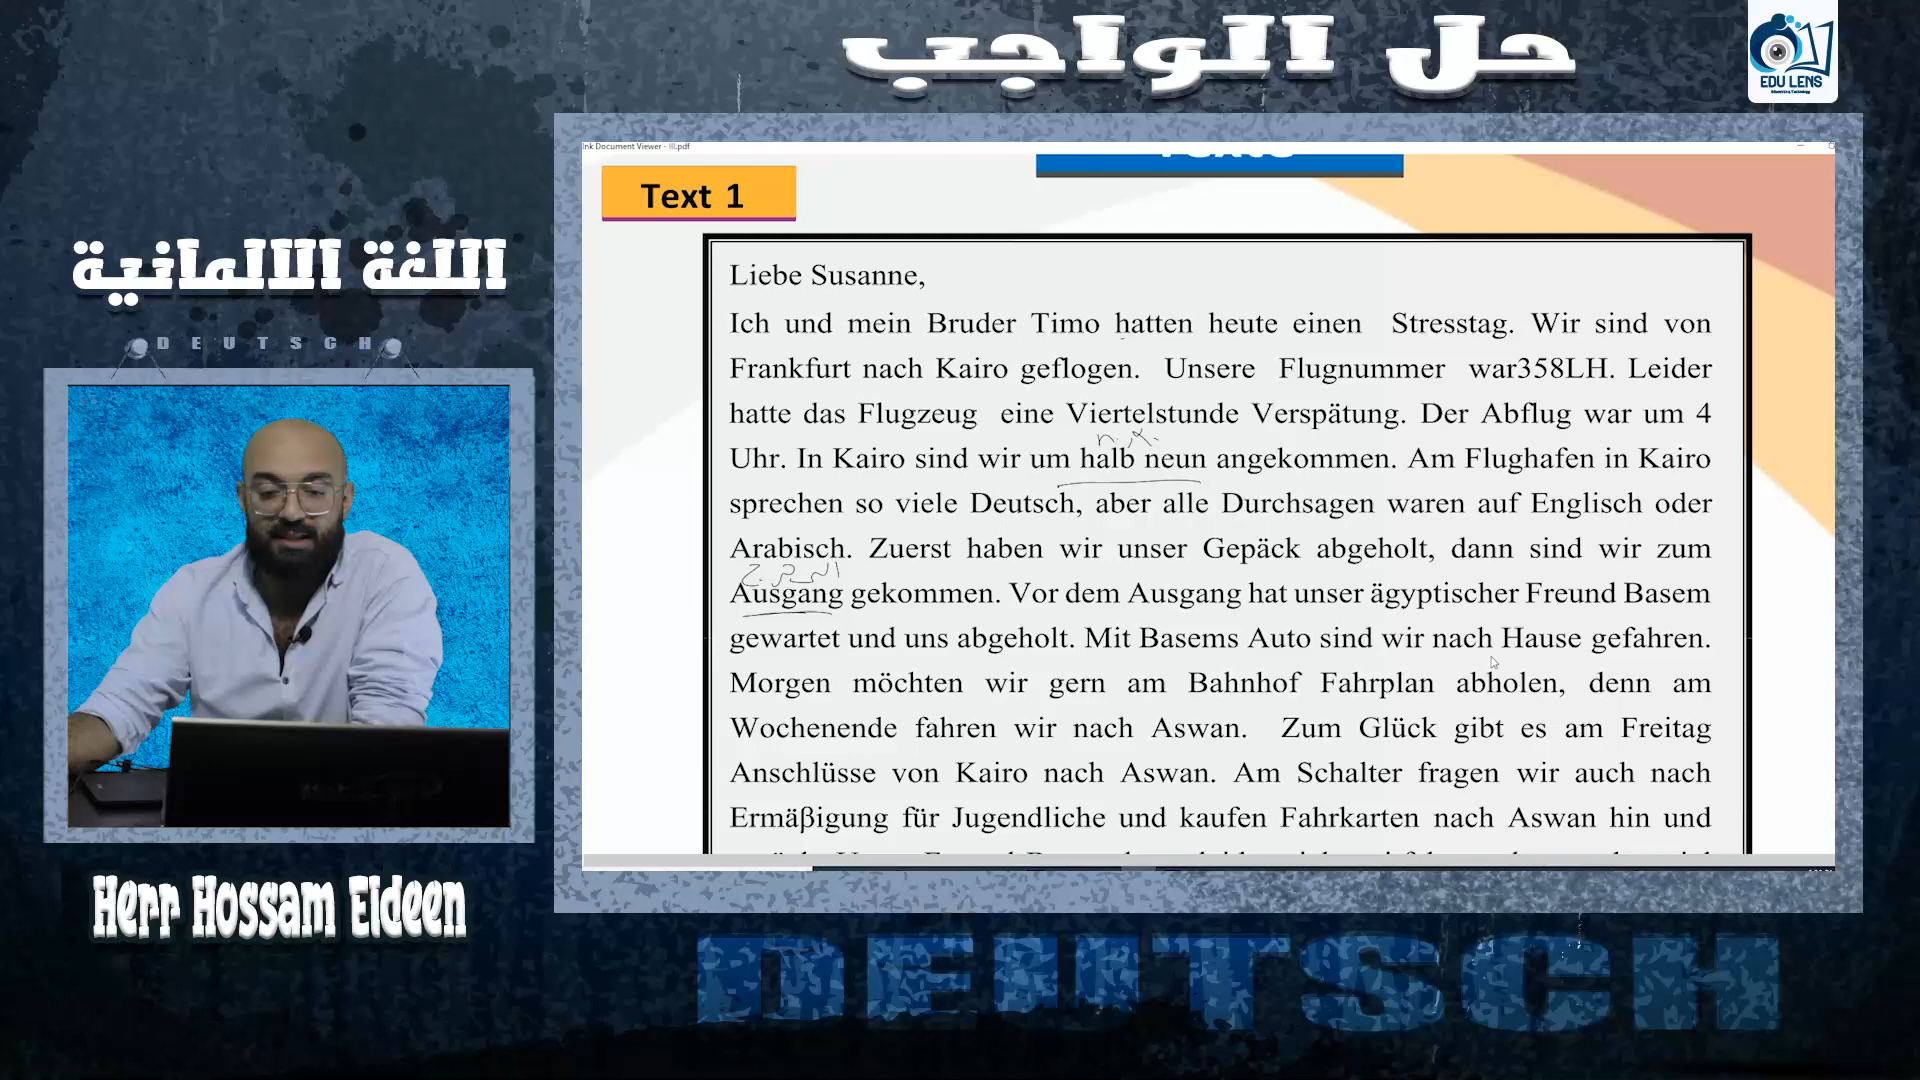 حل الواجب
EDU LENS
Ink Document Viewer - III.pdf
Text 1
Liebe Susanne,
Ich und mein Bruder Timo hatten heute einen Stresstag. Wir sind von
Frankfurt nach Kairo geflogen. Unsere Flugnummer war358LH. Leider
hatte das Flugzeug eine Viertelstunde Verspätung. Der Abflug war um 4
Uhr. In Kairo sind wir um halb neun angekommen. Am Flughafen in Kairo
sprechen so viele Deutsch, aber alle Durchsagen waren auf Englisch oder
Arabisch. Zuerst haben wir unser Gepäck abgeholt, dann sind wir zum
Ausgang gekommen. Vor dem Ausgang hat unser ägyptischer Freund Basem
gewartet und uns abgeholt. Mit Basems Auto sind wir nach Hause gefahren.
Morgen möchten wir gern am Bahnhof Fahrplan abholen, denn am
Wochenende fahren wir nach Aswan. Zum Glück gibt es am Freitag
Anschlüsse von Kairo nach Aswan. Am Schalter fragen wir auch nach
Ermäβigung für Jugendliche und kaufen Fahrkarten nach Aswan hin und
اللغة الالمانية
DEUTSCH
Herr Hossam Eldeen
DEUTSCH